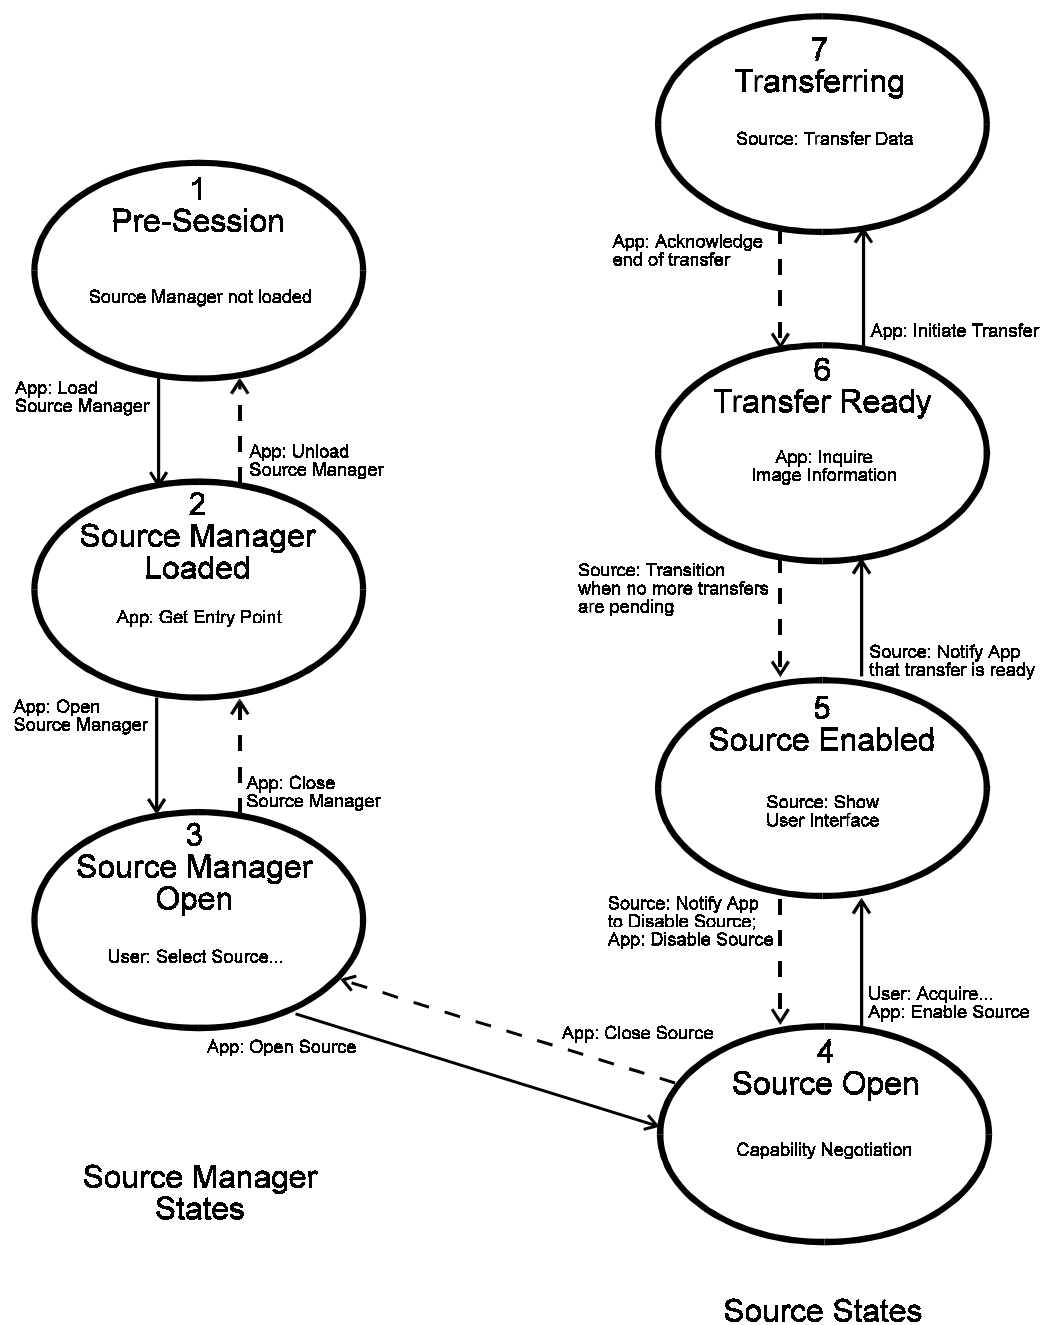 1
Pre-Session
Source Manager not loaded
App: Load
Source Manager
App: Unload
Source Manager
2
Source Manager
Loaded
App: Get Entry Point
App: Open
Source Manager
App: Close
Source Manager
3
Source Manager
Open
User: Select Source...
App: Open Source
App: Close Source
Source Manager
States
7
Transferring
Source: Transfer Data
App: Acknowledge
end of transfer
App: Initiate Transfer
6
Transfer Ready
App: Inquire
Image Information
Source: Transition
when no more transfers
are pending
Source: Notify App
that transfer is ready
5
Source Enabled
Source: Show
User Interface
Source: Notify App
to Disable Source;
App: Disable Source
User: Acquire...
App: Enable Source
4
Source Open
Capability Negotiation
Source States